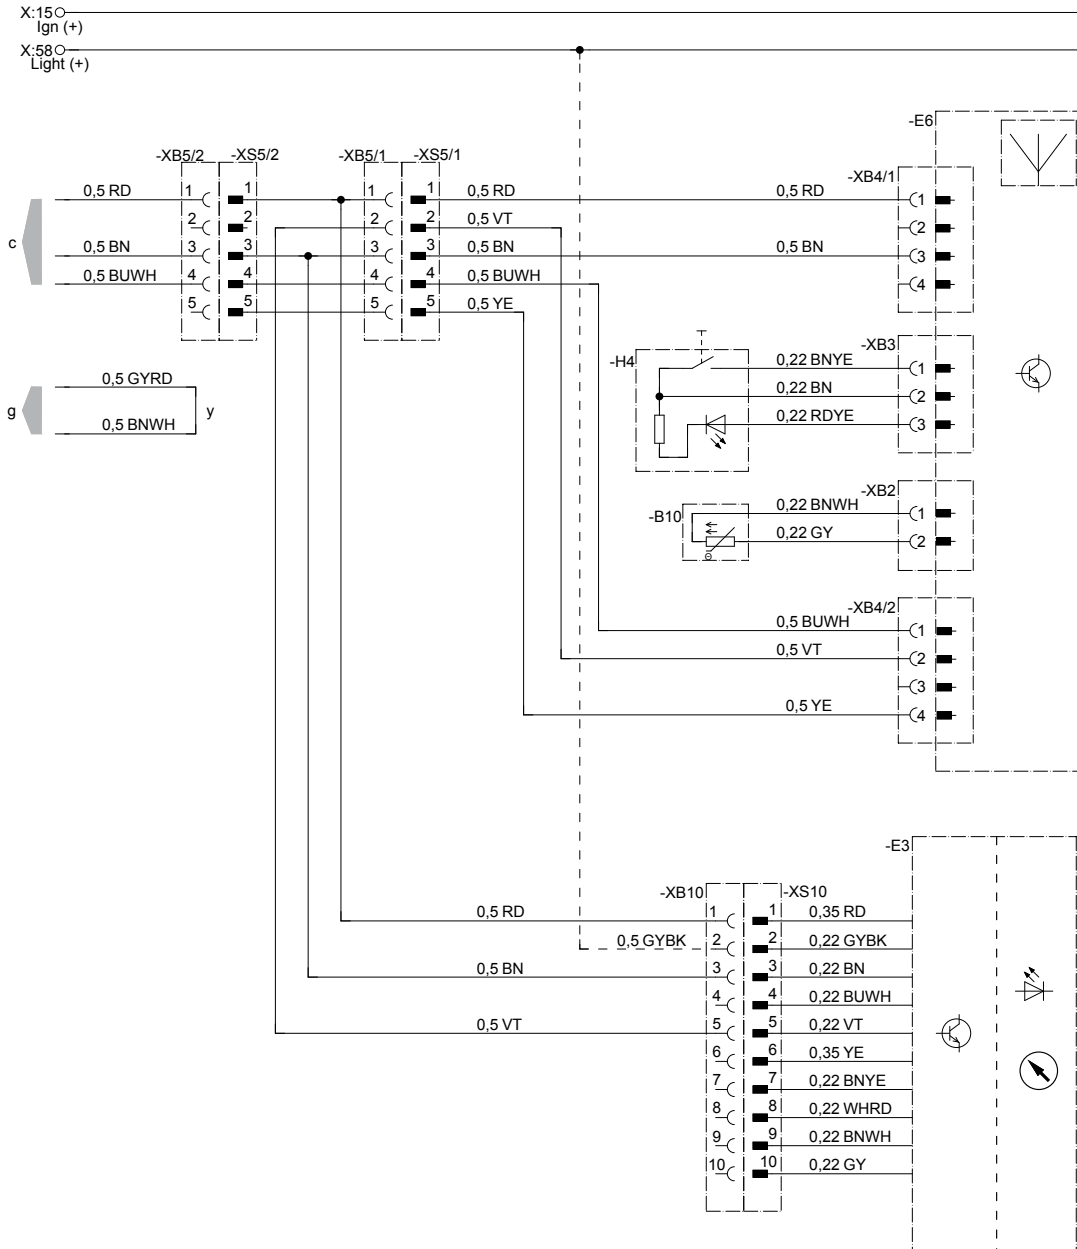 X:15
Ign (+)
X:58
Light (+)
-E6
-XB5/2 -XS5/2 -XB5/1 -XS5/1
-XB4/1
0,5 RD 1 1 1 1 0,5 RD 0,5 RD 1
2 2 2 2 0,5 VT 2
c 0,5 BN 3 3 3 3 0,5 BN 0,5 BN 3
0,5 BUWH 4 4 4 4 0,5 BUWH 4
5 5 5 5 0,5 YE
-XB3
-H4 0,22 BNYE 1
0,22 BN 2
0,22 RDYE 3
0,5 GYRD
g y
0,5 BNWH
-XB2
-B10 0,22 BNWH 1
0,22 GY 2
Θ
-XB4/2
0,5 BUWH 1
0,5 VT 2
3
0,5 YE 4
-E3
-XB10 -XS10
0,5 RD 1 1 0,35 RD
0,5 GYBK 2 2 0,22 GYBK
0,5 BN 3 3 0,22 BN
4 4 0,22 BUWH
0,5 VT 5 5 0,22 VT
6 6 0,35 YE
7 7 0,22 BNYE
8 8 0,22 WHRD
9 9 0,22 BNWH
10 10 0,22 GY